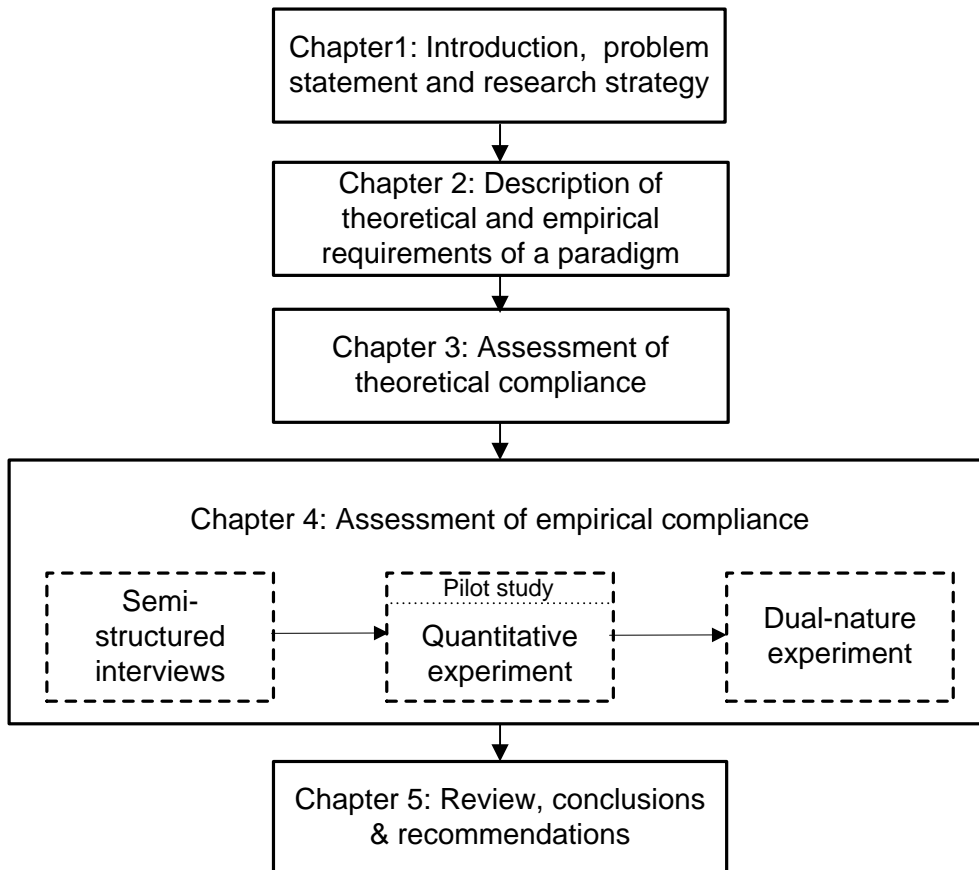 Chapter1: Introduction,  problem
statement and research strategy
Chapter 2: Description of
theoretical and empirical
requirements of a paradigm
Chapter 3: Assessment of
theoretical compliance
Chapter 4: Assessment of empirical compliance
Semi-
structured
interviews
Pilot study
Quantitative
experiment
Dual-nature
experiment
Chapter 5: Review, conclusions
& recommendations